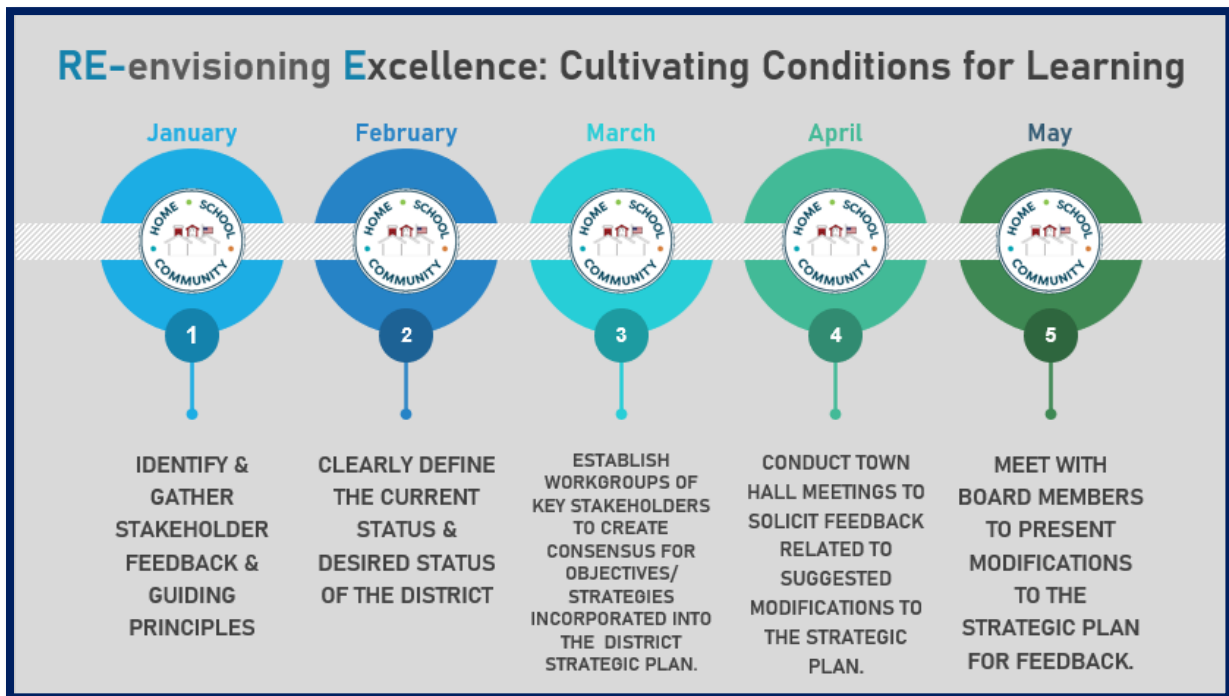 RE-envisioning Excellence: Cultivating Conditions for Learning
January
February
March
April
May
HOME SCHOOL
COMMUNITY
HOME SCHOOL
COMMUNITY
HOME SCHOOL
COMMUNITY
HOME SCHOOL
COMMUNITY
HOME SCHOOL
COMMUNITY
1
2
3
4
5
IDENTIFY &
GATHER
STAKEHOLDER
FEEDBACK &
GUIDING
PRINCIPLES
CLEARLY DEFINE
THE CURRENT
STATUS &
DESIRED STATUS
OF THE DISTRICT
ESTABLISH
WORKGROUPS OF
KEY STAKEHOLDERS
TO CREATE
CONSENSUS FOR
OBJECTIVES/
STRATEGIES
INCORPORATED INTO
THE DISTRICT
STRATEGIC PLAN.
CONDUCT TOWN
HALL MEETINGS TO
SOLICIT FEEDBACK
RELATED TO
SUGGESTED
MODIFICATIONS TO
THE STRATEGIC
PLAN.
MEET WITH
BOARD MEMBERS
TO PRESENT
MODIFICATIONS
TO THE
STRATEGIC PLAN
FOR FEEDBACK.